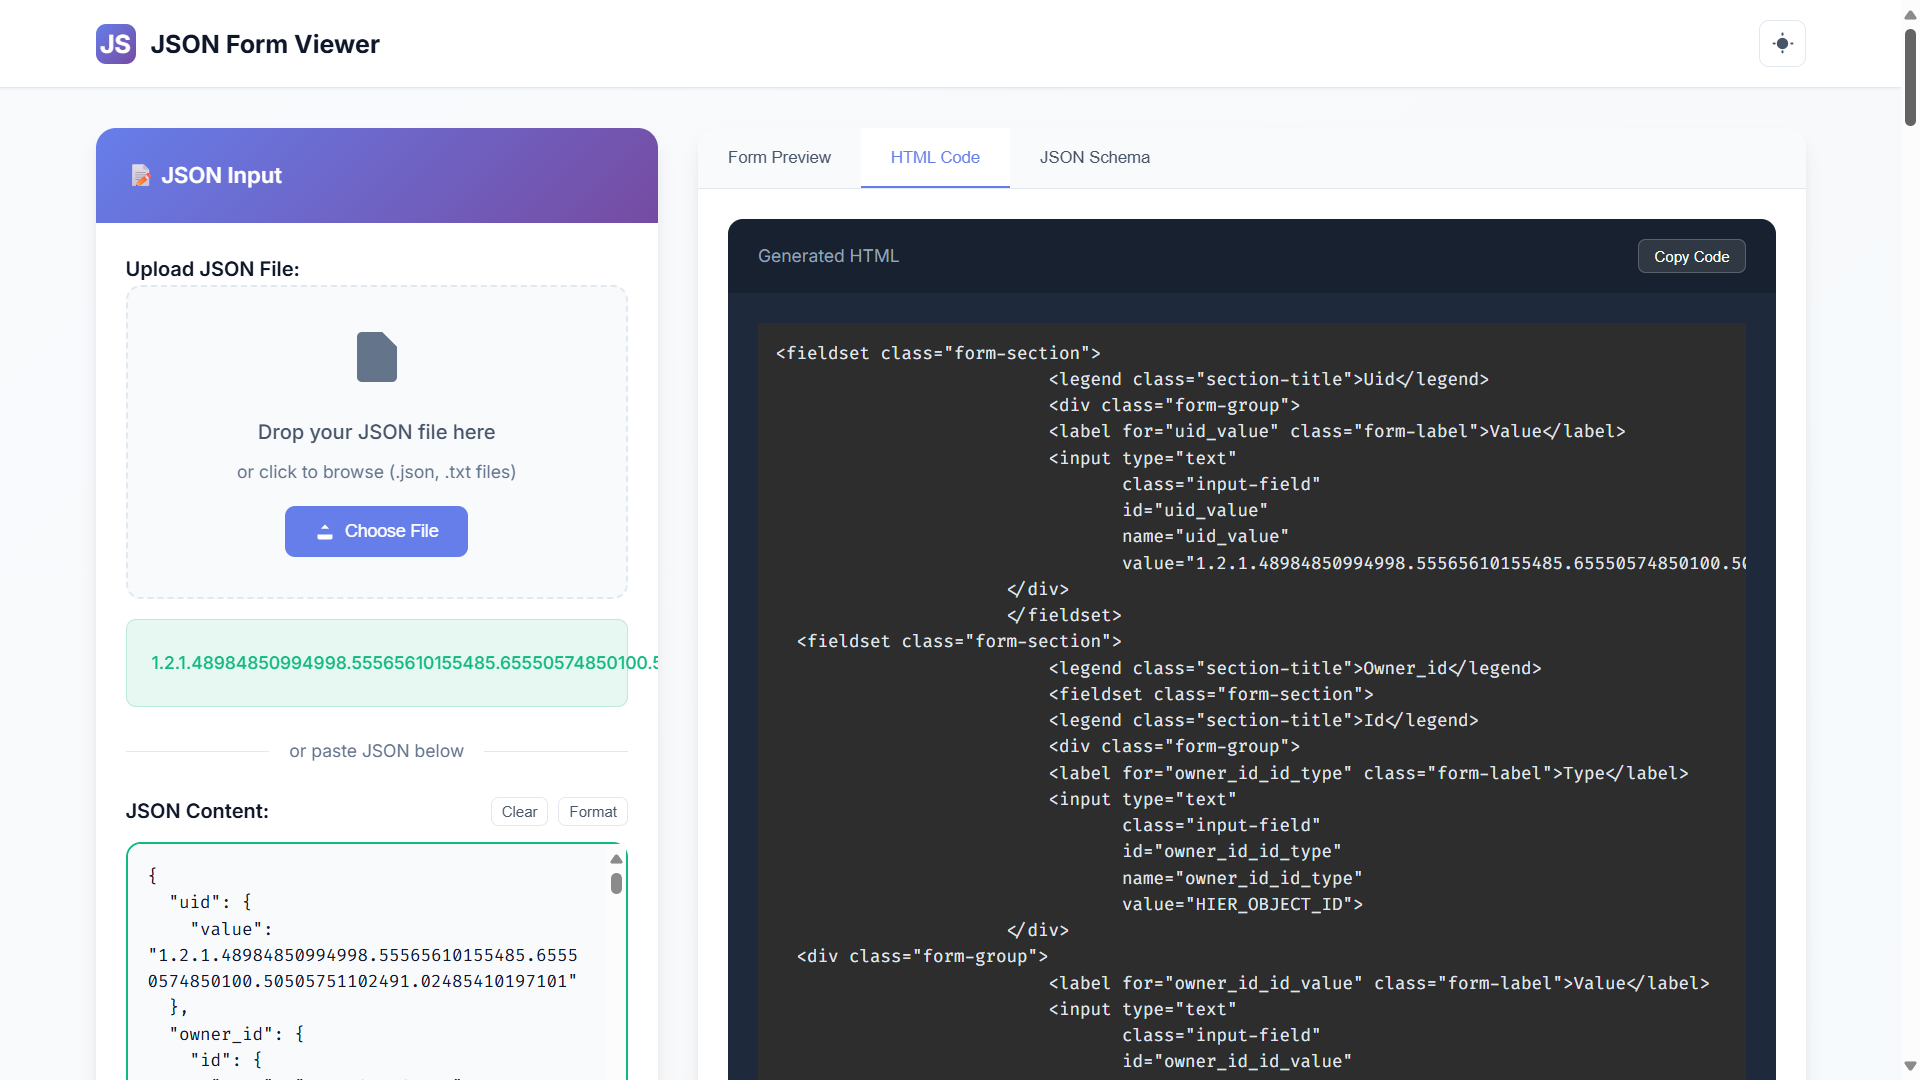 JS JSON Form Viewer
JSON Input
Upload JSON File:
Drop your JSON file here
or click to browse (.json, .txt files)
Choose File
1.2.1.48984850994998.55565610155485.65550574850100.5
or paste JSON below
JSON Content:
Clear
Format
{
"uid": {
"value":
"1.2.1.48984850994998.55565610155485.6555
0574850100.50505751102491.02485410197101"
},
"owner_id": {
"id": {
Form Preview
HTML Code
JSON Schema
Generated HTML
Copy Code
<fieldset class="form-section">
<legend class="section-title">Uid</legend>
<div class="form-group">
<label for="uid_value" class="form-label">Value</label>
<input type="text"
class="input-field"
id="uid_value"
name="uid_value"
value="1.2.1.48984850994998.55565610155485.65550574850100.50
</div>
</fieldset>
<fieldset class="form-section">
<legend class="section-title">Owner_id</legend>
<fieldset class="form-section">
<legend class="section-title">Id</legend>
<div class="form-group">
<label for="owner_id_id_type" class="form-label">Type</label>
<input type="text"
class="input-field"
id="owner_id_id_type"
name="owner_id_id_type"
value="HIER_OBJECT_ID">
</div>
<div class="form-group">
<label for="owner_id_id_value" class="form-label">Value</label>
<input type="text"
class="input-field"
id="owner_id_id_value"